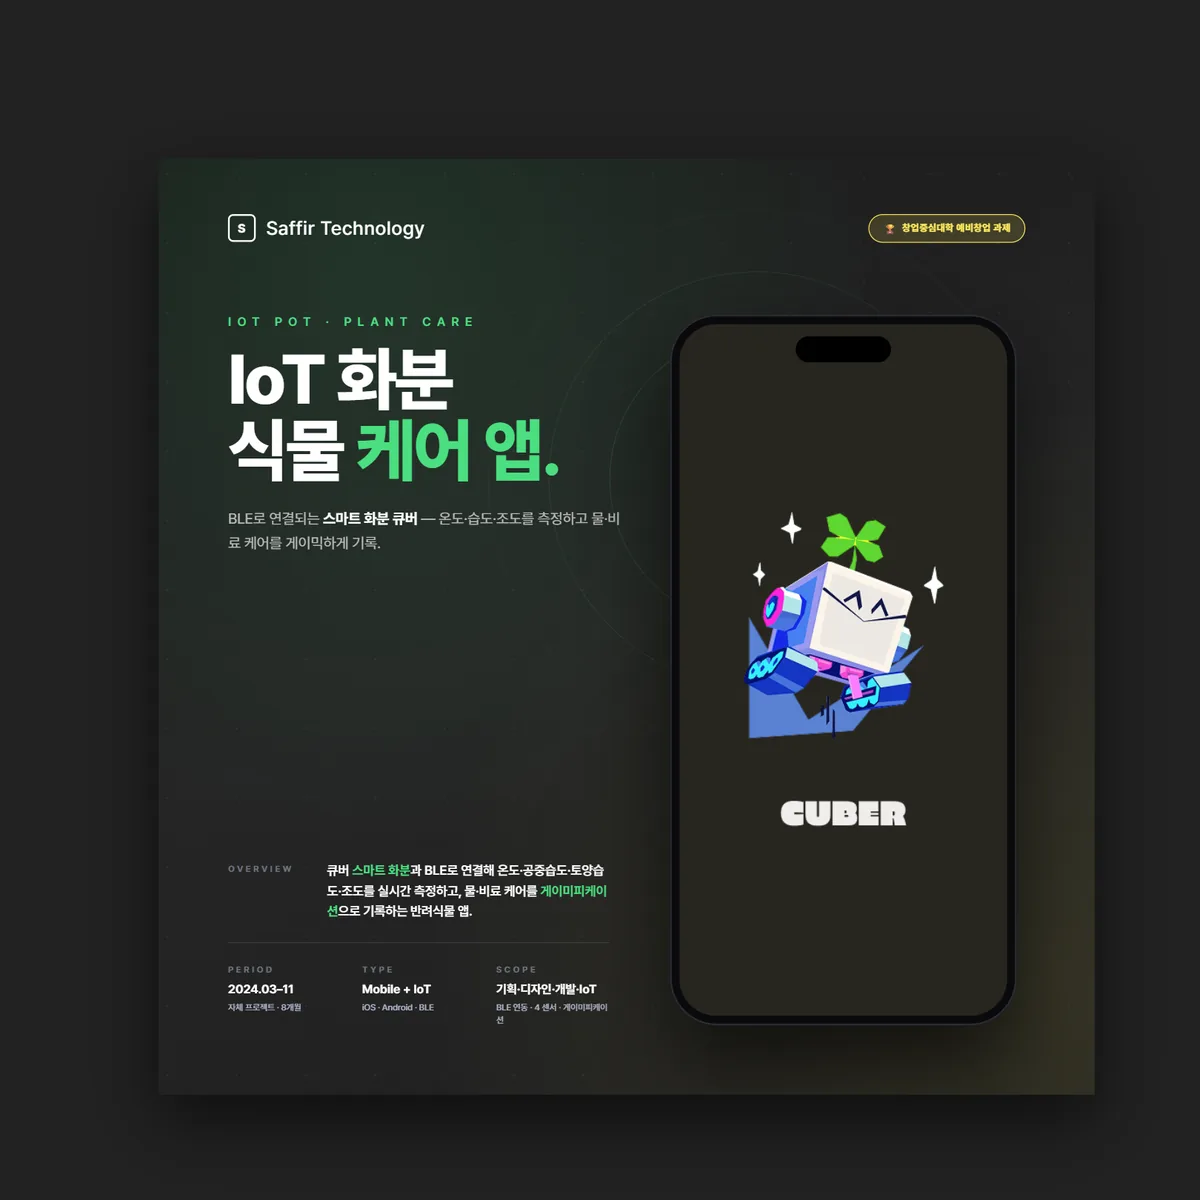 S Saffir Technology
🏆 창업중심대학 예비창업 과제
IOT POT · PLANT CARE
IoT 화분
식물 케어 앱.
BLE로 연결되는 스마트 화분 큐버 — 온도·습도·조도를 측정하고 물·비
료 케어를 게이믹하게 기록.
CUBER
OVERVIEW
큐버 스마트 화분과 BLE로 연결해 온도·공중습도·토양습
도·조도를 실시간 측정하고, 물·비료 케어를 게이미피케이
션으로 기록하는 반려식물 앱.
PERIOD
2024.03–11
자체 프로젝트 · 8개월
TYPE
Mobile + IoT
iOS · Android · BLE
SCOPE
기획·디자인·개발·IoT
BLE 연동 · 4 센서 · 게이미피케이
션